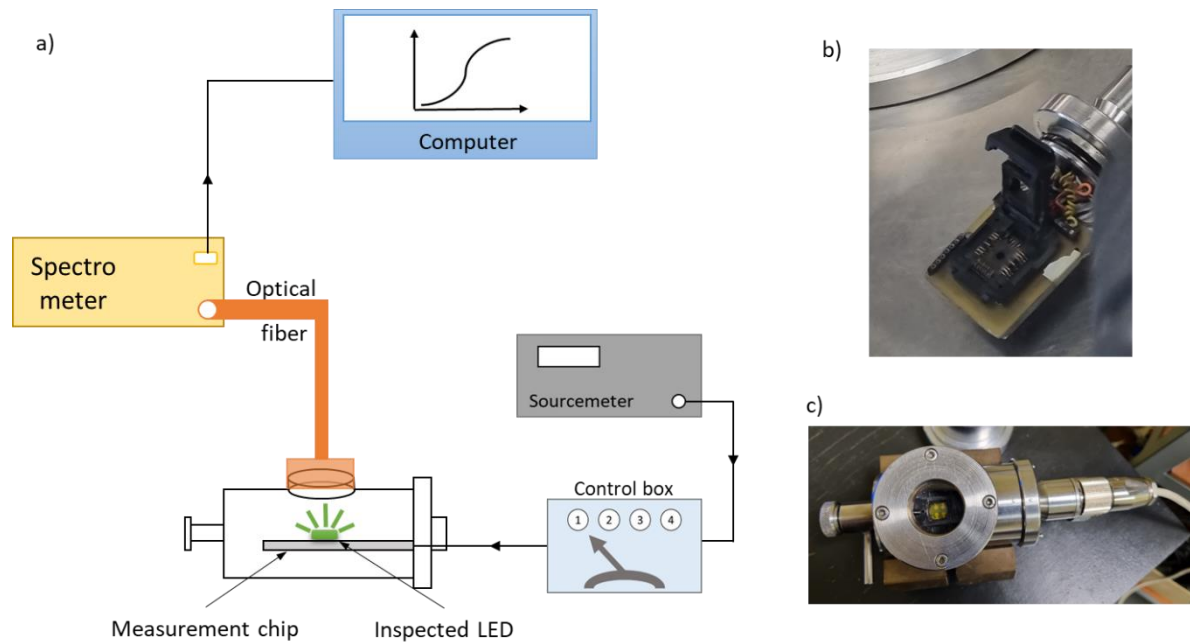 a)
Computer
Spectro
meter
Optical
fiber
Sourcemeter
Control box
1 2 3 4
Measurement chip
Inspected LED
b)
c)